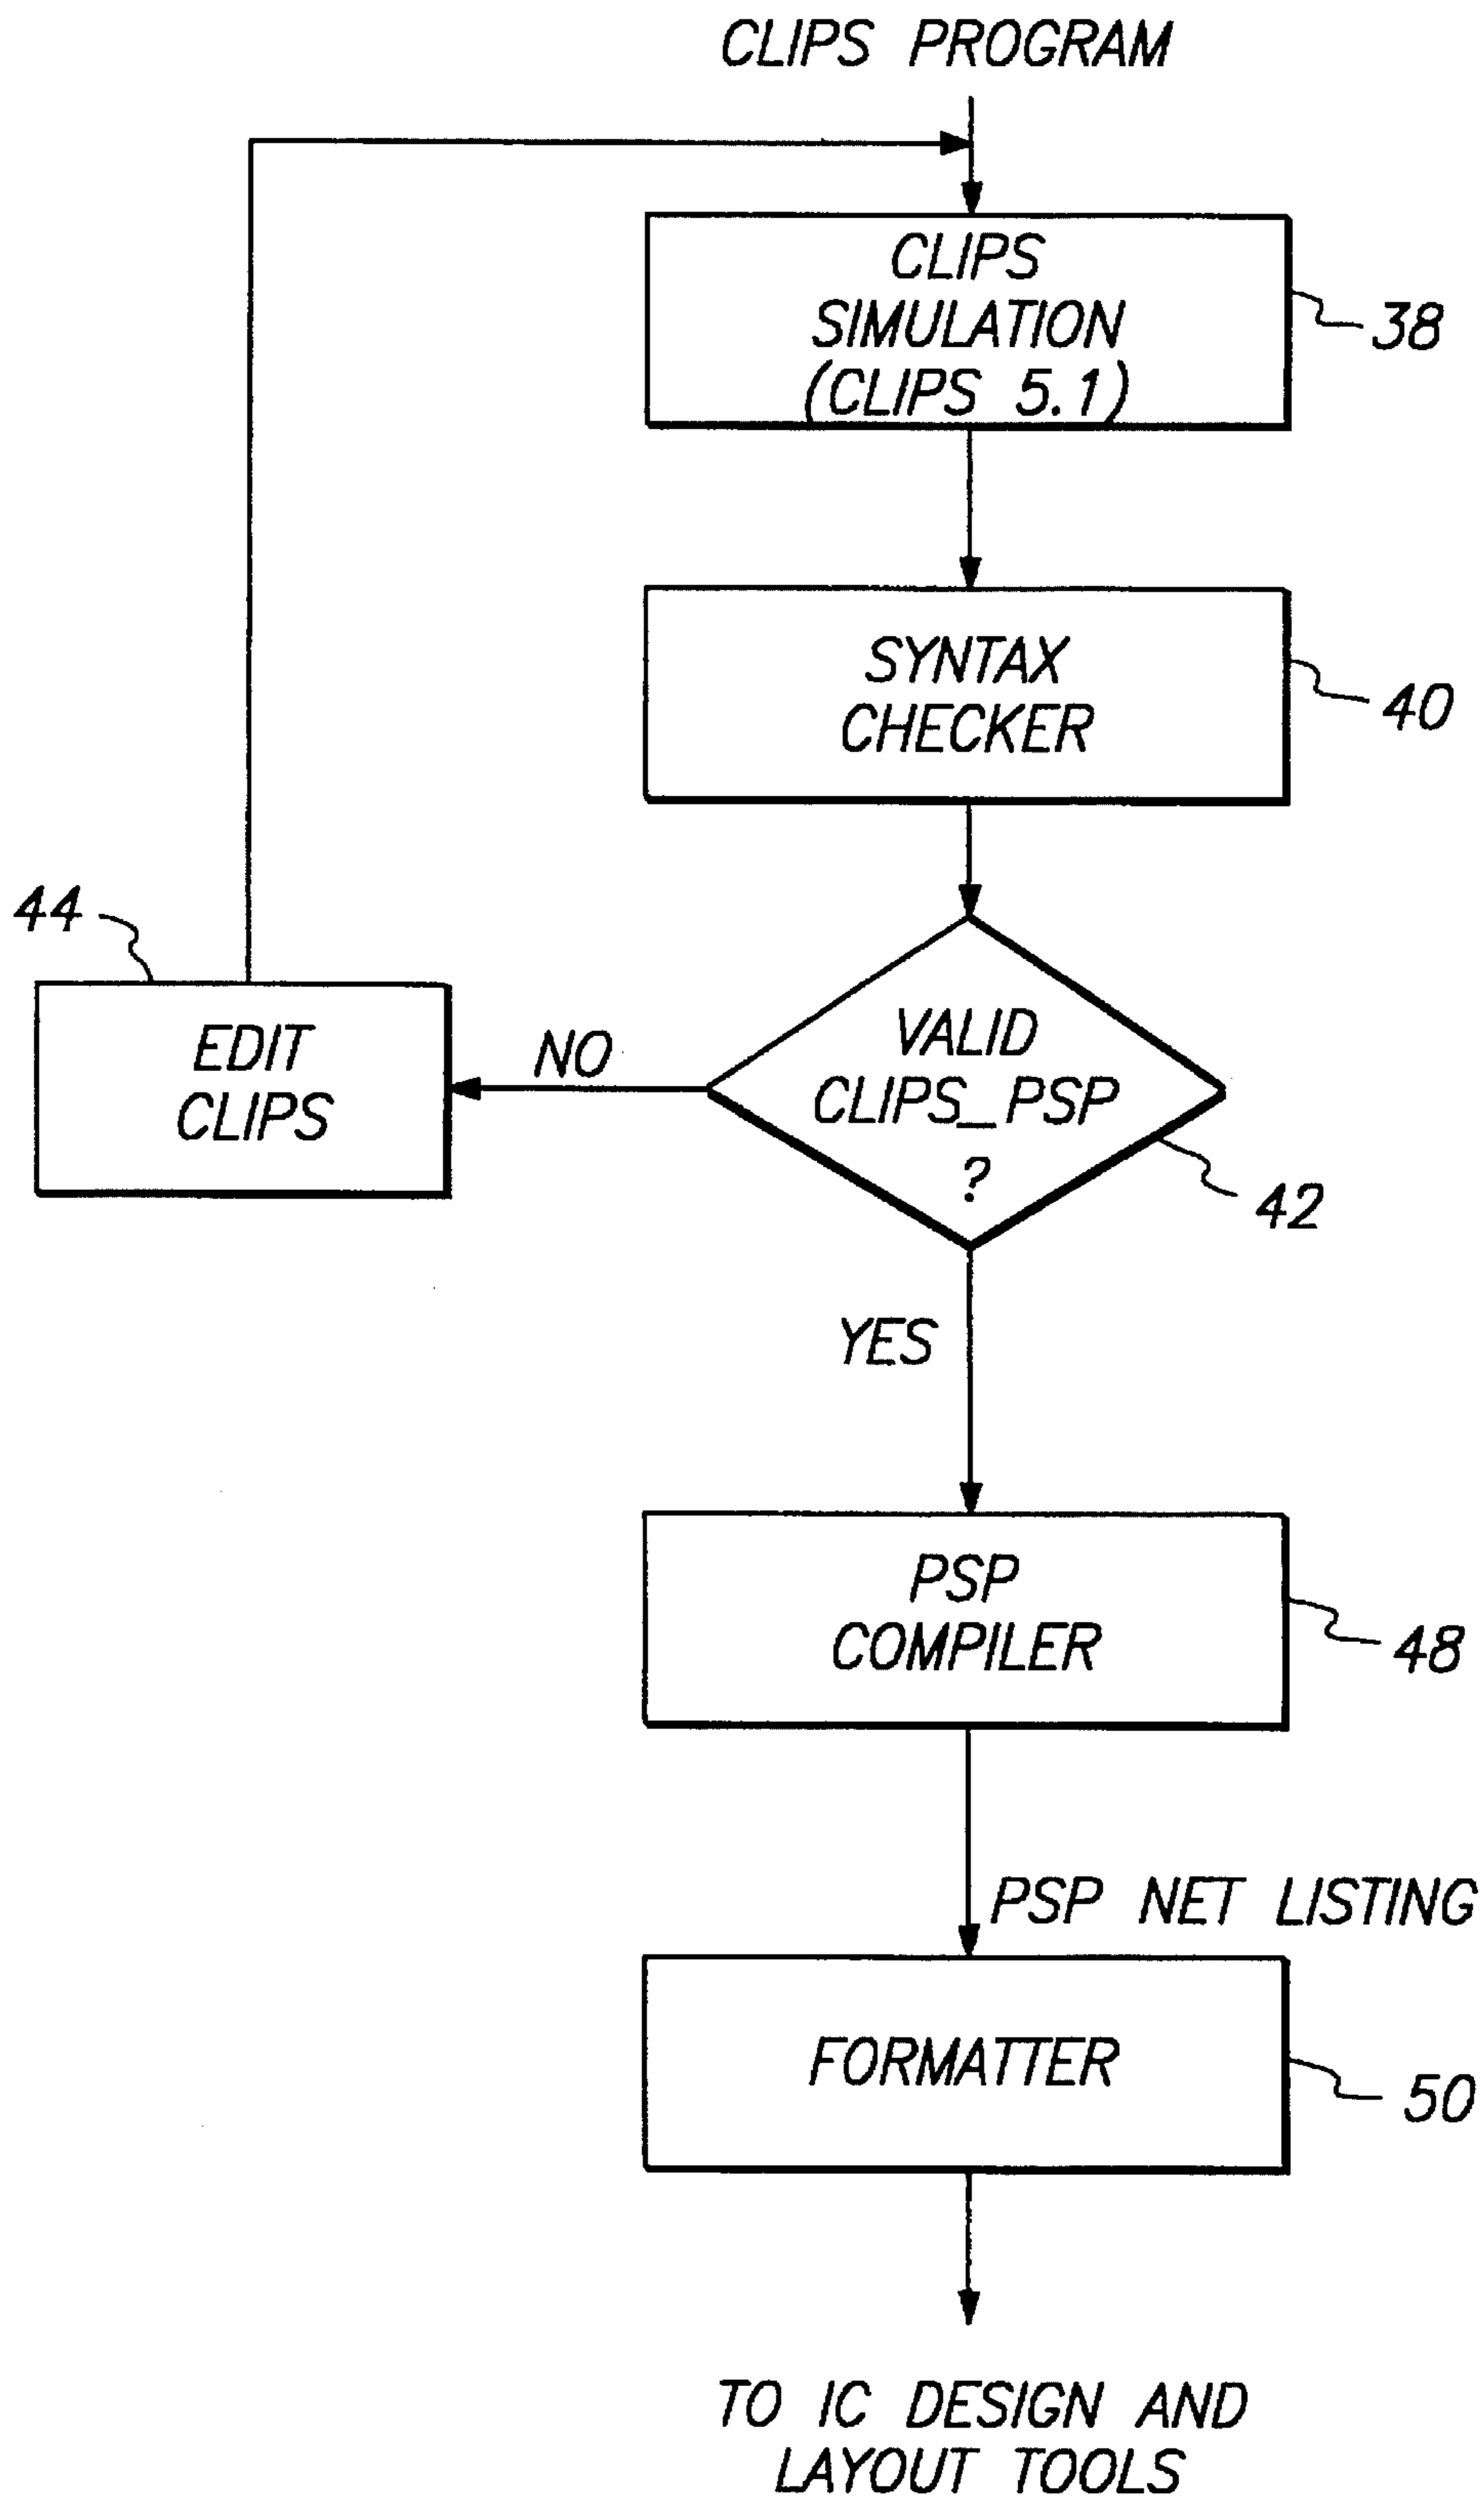 CLIPS PROGRAM
CLIPS
SIMULATION
(CLIPS 5.1)
38
SYNTAX
CHECKER
40
44
EDIT
CLIPS
NO
VALID
CLIPS_PSP
?
42
YES
PSP
COMPILER
48
PSP NET LISTING
FORMATTER
50
TO IC DESIGN AND
LAYOUT TOOLS